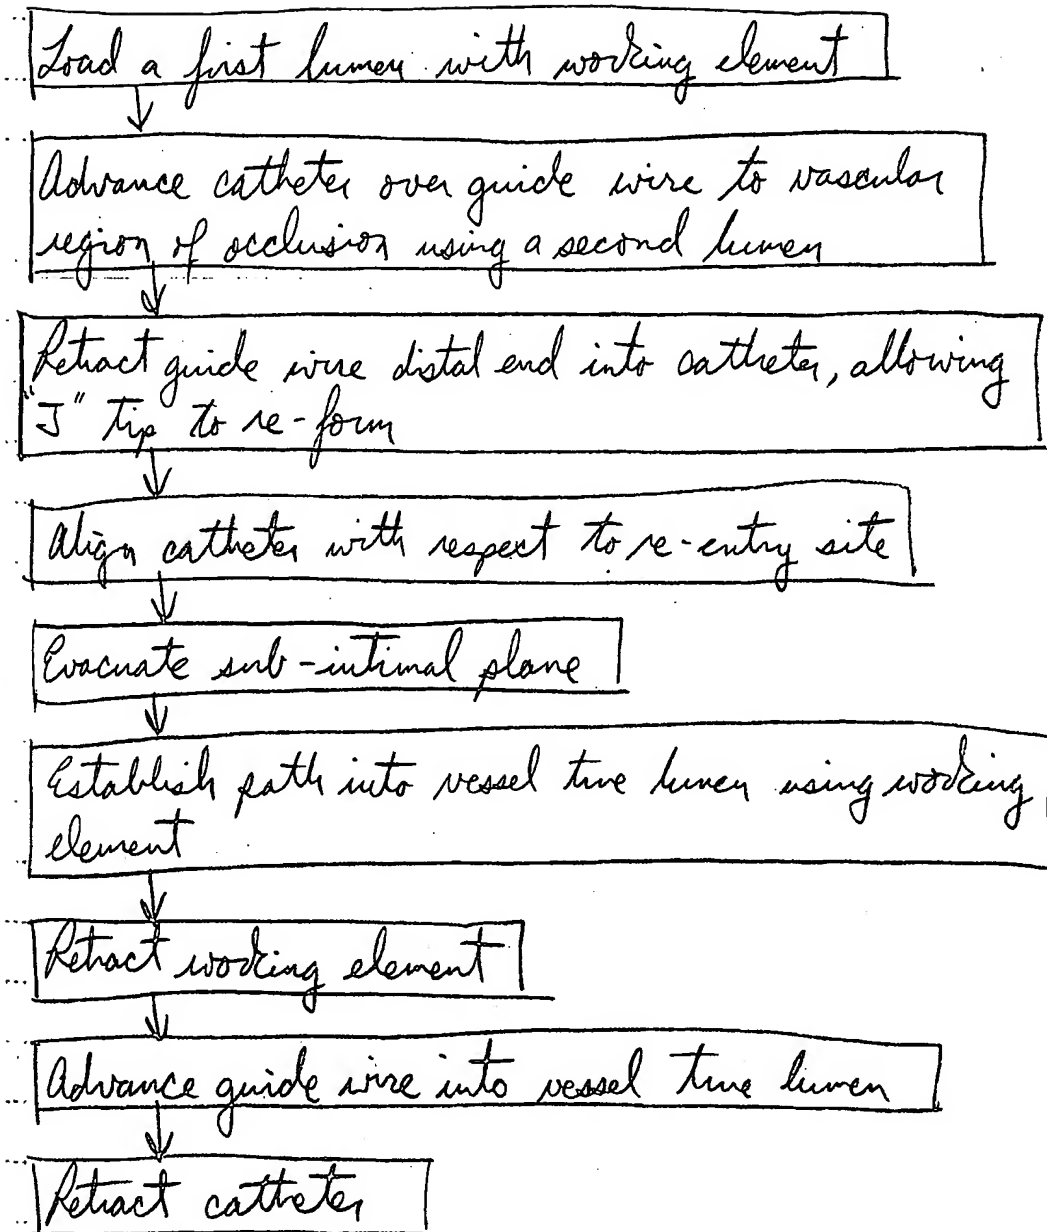 Load a first lumen with working element
Advance catheter over guide wire to vascular
region of occlusion using a second lumen
Retract guide wire distal end into catheter, allowing
"J" tip to re-form
Align catheter with respect to re-entry site
Evacuate sub-intimal plane
Establish path into vessel true lumen using working
element
Retract working element
Advance guide wire into vessel true lumen
Retract catheter